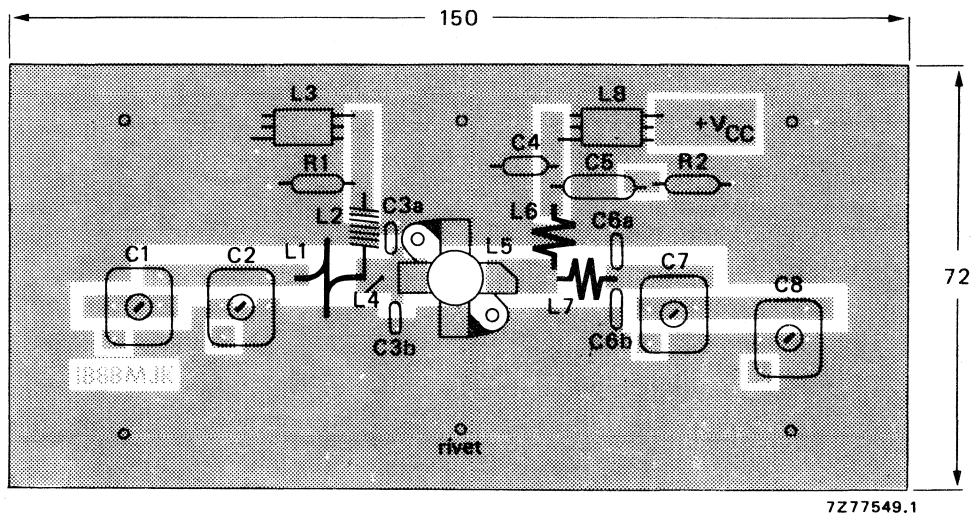 150
L3
L8
+VCC
C4
R1
C5
R2
L2
C3a
L6
C6a
C1
C2
L1
L5
C7
72
L4
L7
C8
C3b
C6b
1888MJK
rivet
7Z77549.1